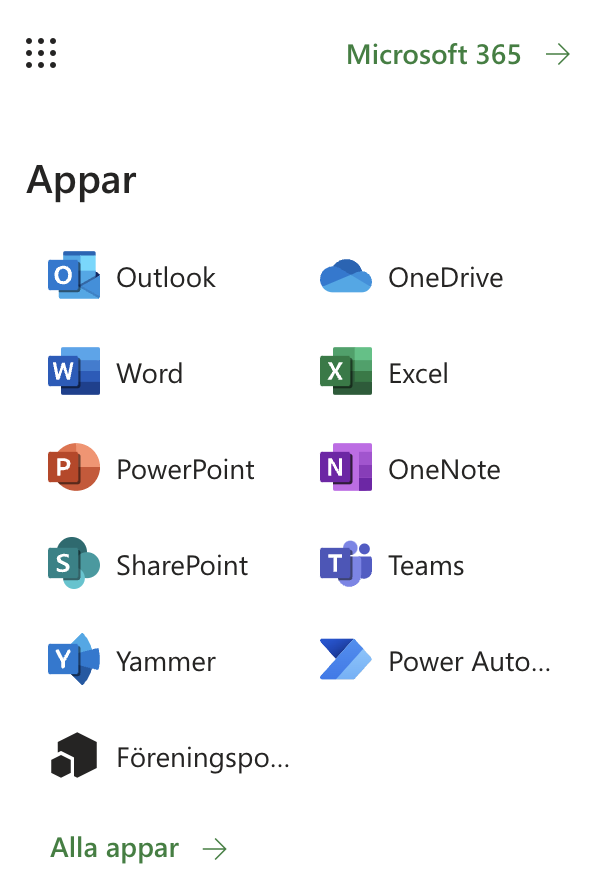 Microsoft 365
Appar
Outlook
OneDrive
Word
Excel
PowerPoint
OneNote
SharePoint
Teams
Yammer
Power Auto...
Föreningspo...
Alla appar